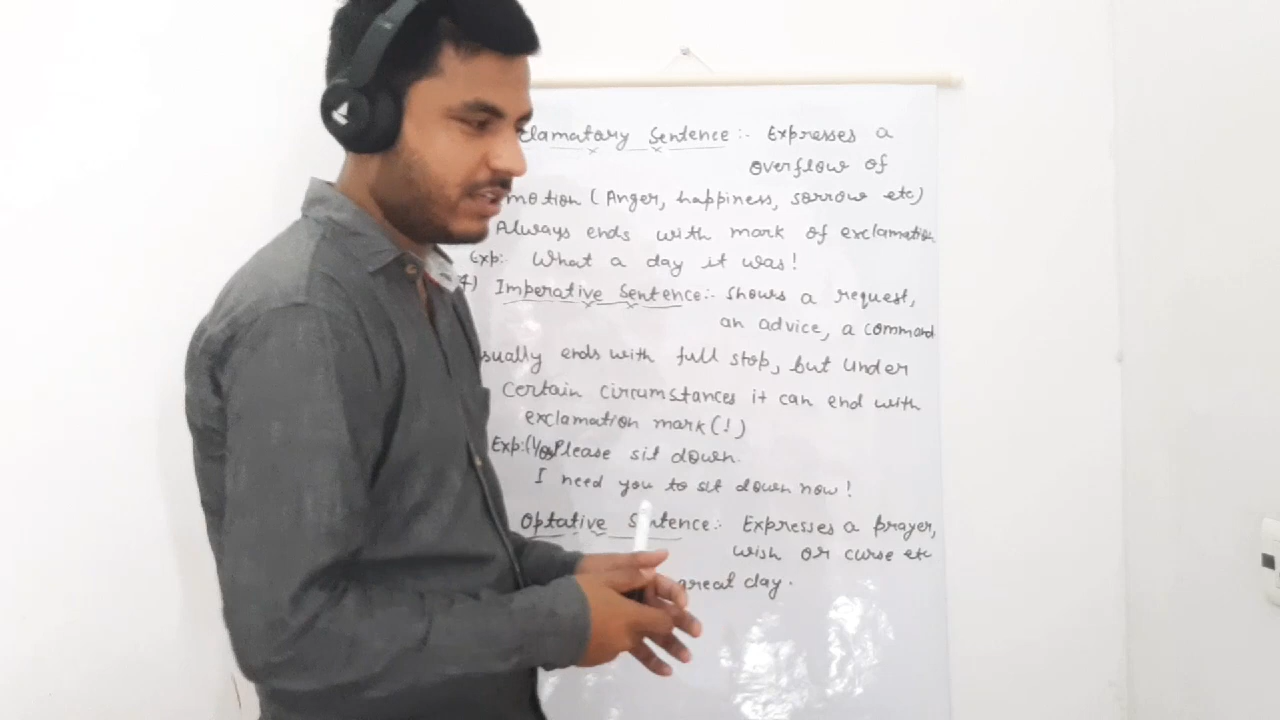 clamatory Sentence :- Expresses a
overflow of
motion (Anger, happiness, sorrow etc)
Always ends with mark of exclamation
Exp:- What a day it was!
4) Imperative Sentence:- Shows a request,
an advice, a command
sually ends with full stop, but under
Certain circumstances it can end with
exclamation mark (!)
Exp:( Please sit down.
I need you to sit down now!
Optative Sentence:- Expresses a prayer,
wish or curse etc
great day.